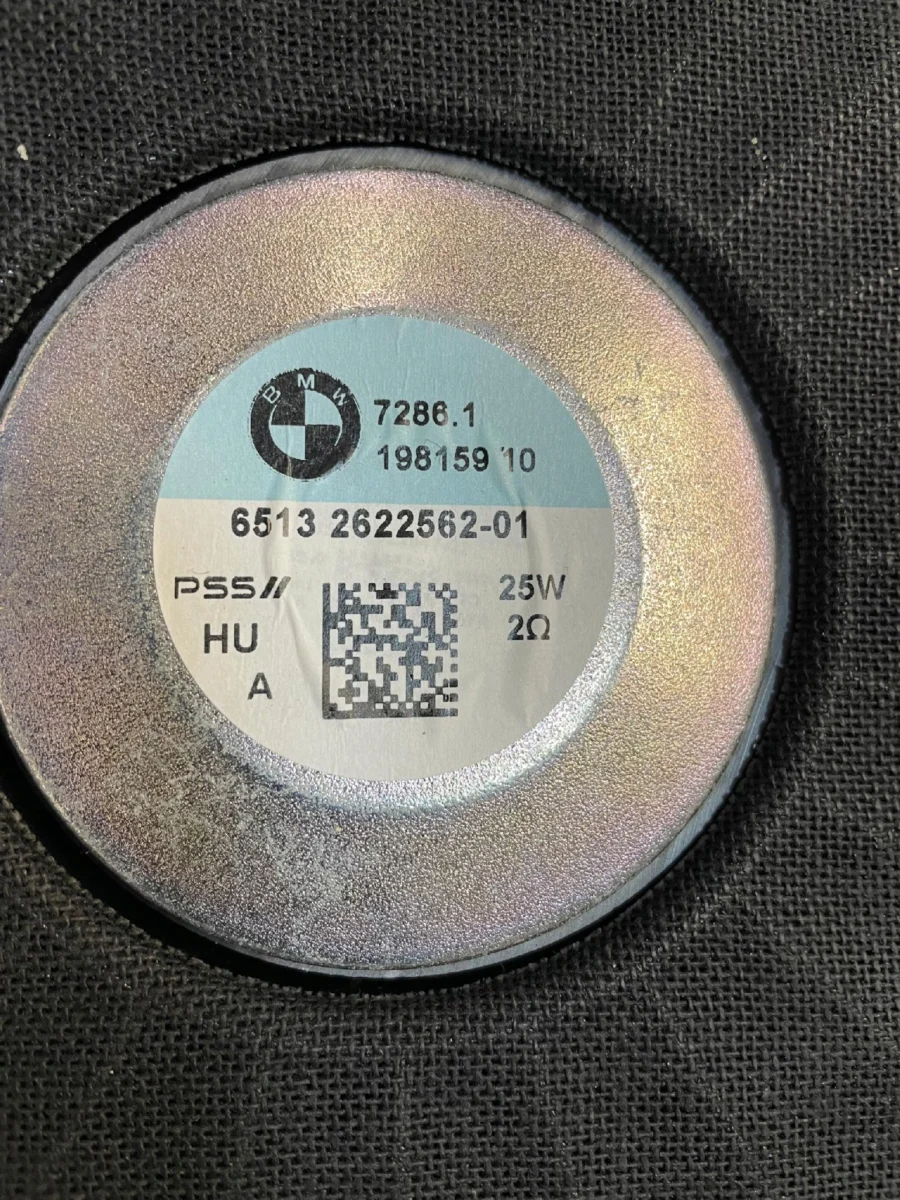 BMW
7286.1
198159 10
6513 2622562-01
PSS//
25W
HU
2Ω
A